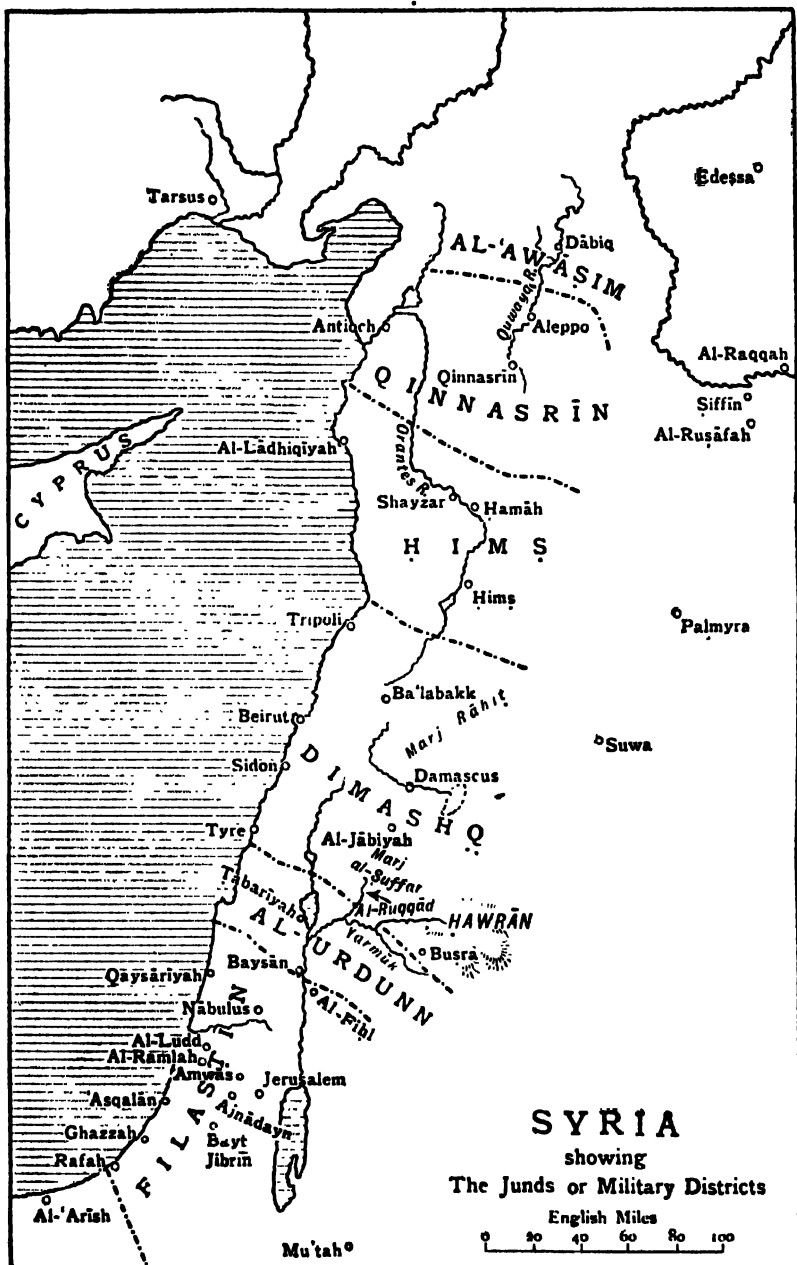 Tarsus
Edessa
AL-'AWĀSIM
Dābiq
Quwayq R.
Antioch
Aleppo
Al-Raqqah
Qinnasrīn
QINNASRĪN
Ṣiffīn
Al-Ruṣāfah
CYPRUS
Al-Lādhiqīyah
Orantes R.
Shayzar
Ḥamāh
ḤIMṢ
Ḥimṣ
Tripoli
Palmyra
Ba'labakk
Marj Rāhiṭ
Beirut
Suwa
Sidon
DIMASHQ
Damascus
Tyre
Al-Jābiyah
Marj
al-Ṣuffar
Ṭabarīyah
Al-Ruqqād
ḤAWRĀN
AL-URDUNN
Yarmūk
Buṣra
Baysān
Qaysārīyah
Al-Fiḥl
Nābulus
Al-Ludd
Al-Ramlah
Amwās
Jerusalem
'Asqalān
Ajnādayn
FILASṬĪN
Ghazzah
Bayt
Jibrīn
Rafaḥ
Al-'Arīsh
Mu'tah
SYRIA
showing
The Junds or Military Districts
English Miles
0 20 40 60 80 100